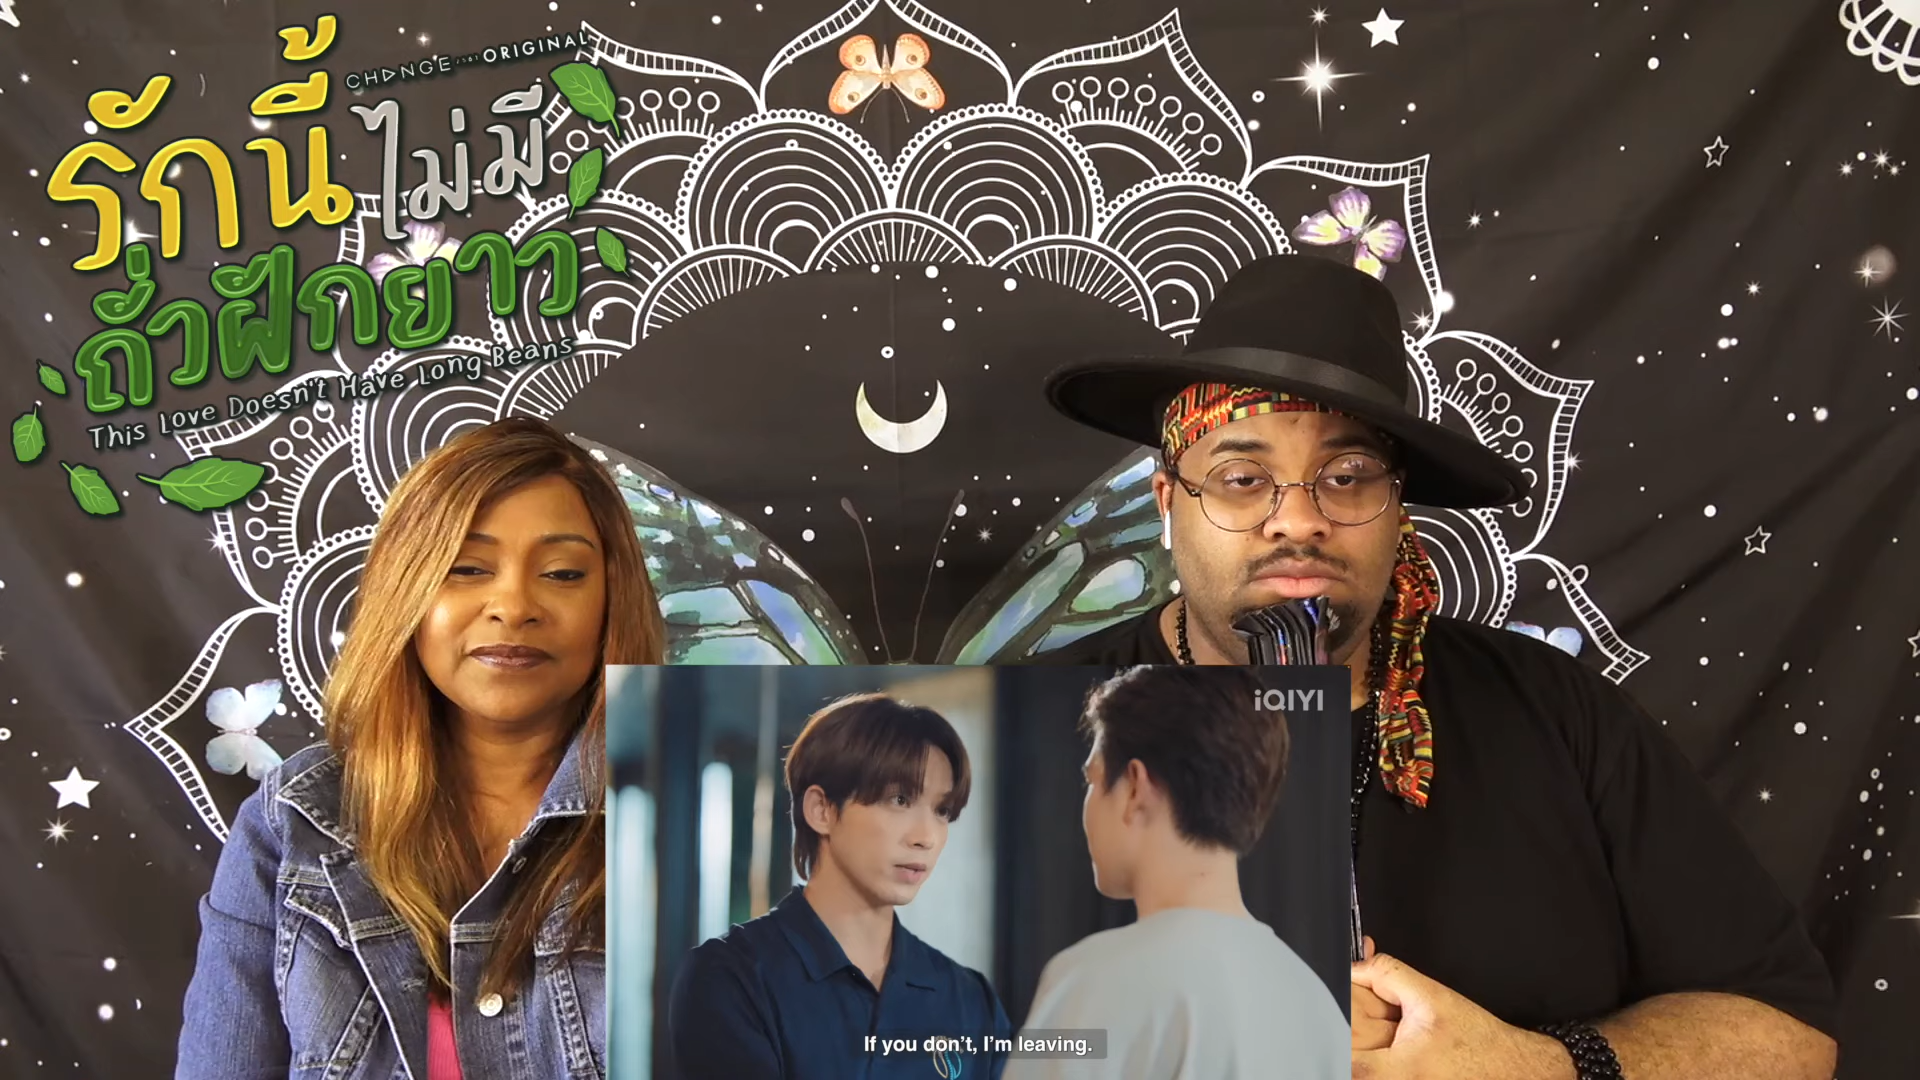 CHANGE2561 ORIGINAL
รักนี้ไม่มี
ถั่วฝักยาว
This Love Doesn't Have Long Beans
iQIYI
If you don't, I'm leaving.